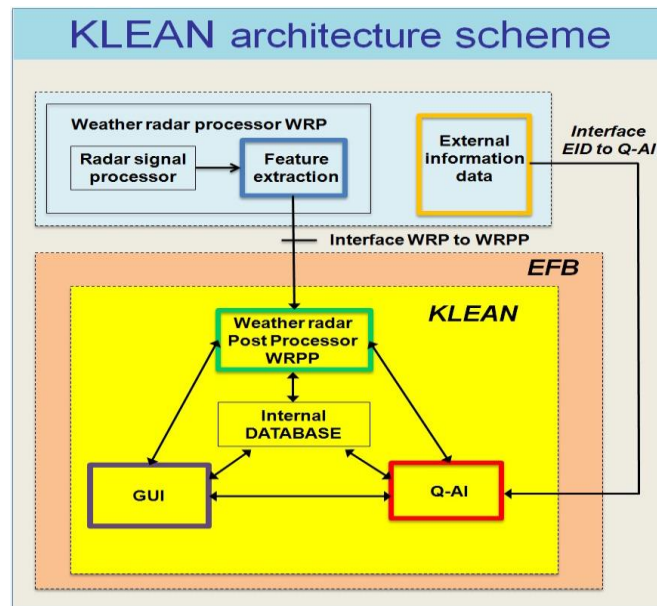 KLEAN architecture scheme
Weather radar processor WRP
Radar signal
processor
Feature
extraction
External
information
data
Interface
EID to Q-AI
Interface WRP to WRPP
EFB
KLEAN
Weather radar
Post Processor
WRPP
Internal
DATABASE
GUI
Q-AI